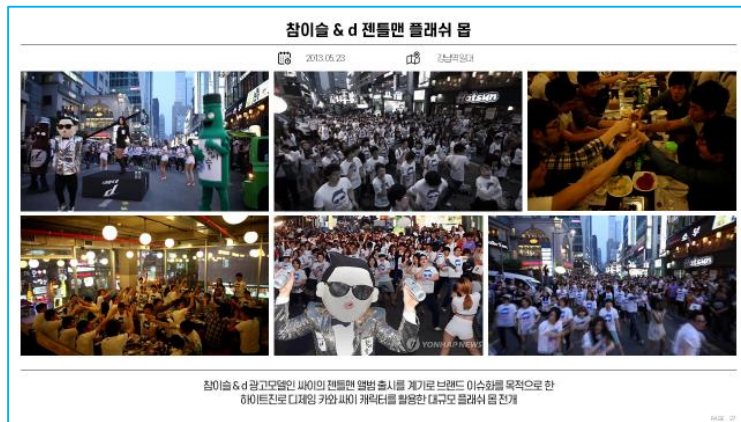 참이슬 & d 젠틀맨 플래쉬 몹
2013.05.23
강남역일대
d
YONHAP NEWS
참이슬 & d 광고모델인 싸이의 젠틀맨 앨범 출시를 계기로 브랜드 이슈화를 목적으로 한
하이트진로 디제잉 카와 싸이 캐릭터를 활용한 대규모 플래쉬 몹 전개
PAGE 27